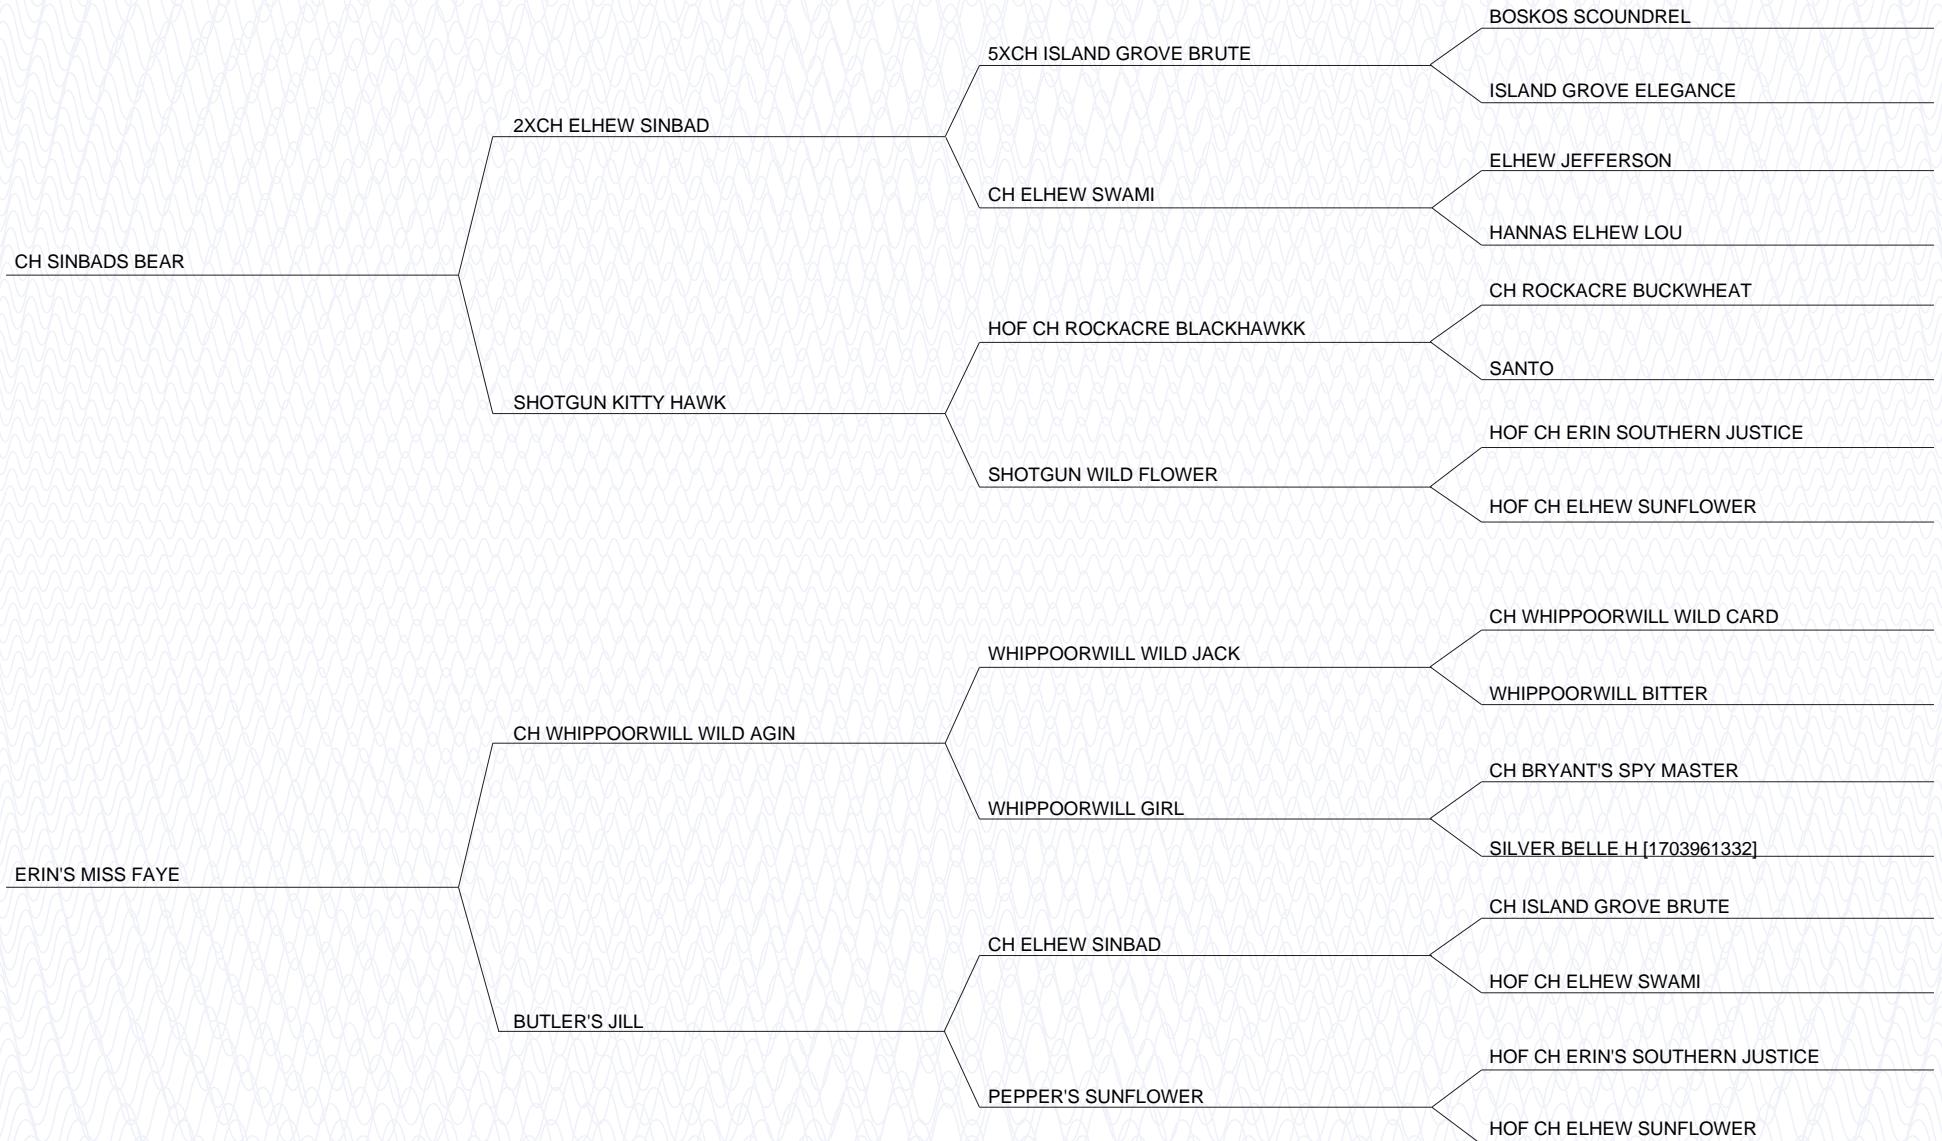 BOSKOS SCOUNDREL
5XCH ISLAND GROVE BRUTE
ISLAND GROVE ELEGANCE
2XCH ELHEW SINBAD
ELHEW JEFFERSON
CH ELHEW SWAMI
HANNAS ELHEW LOU
CH SINBADS BEAR
CH ROCKACRE BUCKWHEAT
HOF CH ROCKACRE BLACKHAWKK
SANTO
SHOTGUN KITTY HAWK
HOF CH ERIN SOUTHERN JUSTICE
SHOTGUN WILD FLOWER
HOF CH ELHEW SUNFLOWER
CH WHIPPOORWILL WILD CARD
WHIPPOORWILL WILD JACK
WHIPPOORWILL BITTER
CH WHIPPOORWILL WILD AGIN
CH BRYANT'S SPY MASTER
WHIPPOORWILL GIRL
SILVER BELLE H [1703961332]
ERIN'S MISS FAYE
CH ISLAND GROVE BRUTE
CH ELHEW SINBAD
HOF CH ELHEW SWAMI
BUTLER'S JILL
HOF CH ERIN'S SOUTHERN JUSTICE
PEPPER'S SUNFLOWER
HOF CH ELHEW SUNFLOWER